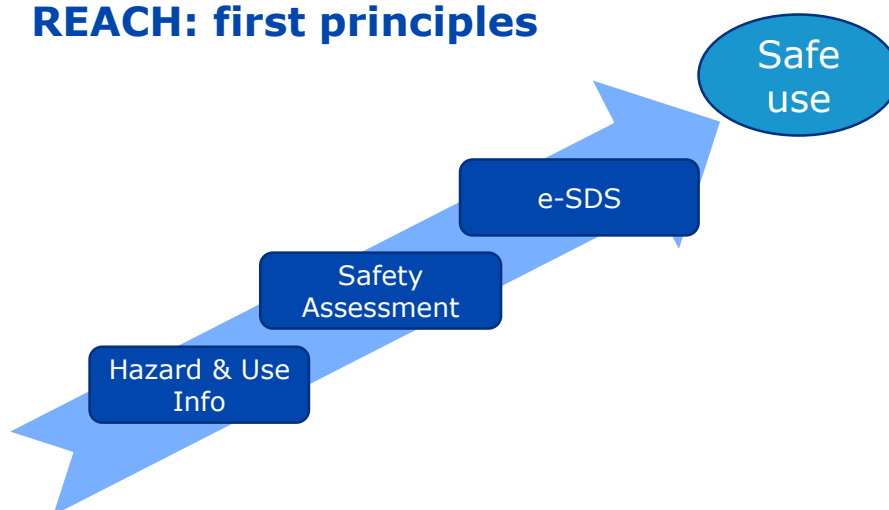 REACH: first principles
Safe
use
e-SDS
Safety
Assessment
Hazard & Use
Info